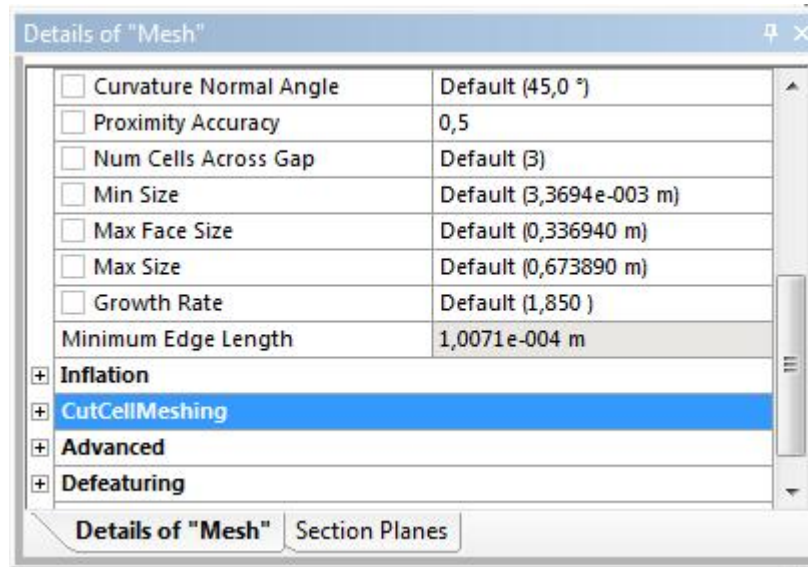 Details of "Mesh"
Curvature Normal Angle Default (45,0 °)
Proximity Accuracy 0,5
Num Cells Across Gap Default (3)
Min Size Default (3,3694e-003 m)
Max Face Size Default (0,336940 m)
Max Size Default (0,673890 m)
Growth Rate Default (1,850 )
Minimum Edge Length 1,0071e-004 m
Inflation
CutCellMeshing
Advanced
Defeaturing
Details of "Mesh" Section Planes